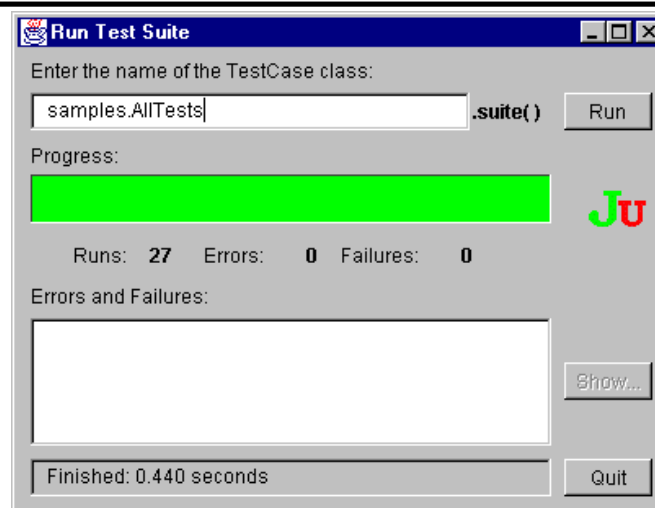 Run Test Suite
Enter the name of the TestCase class:
samples.AllTests .suite( ) Run
Progress:
JU
Runs: 27 Errors: 0 Failures: 0
Errors and Failures:
Show...
Finished: 0.440 seconds Quit